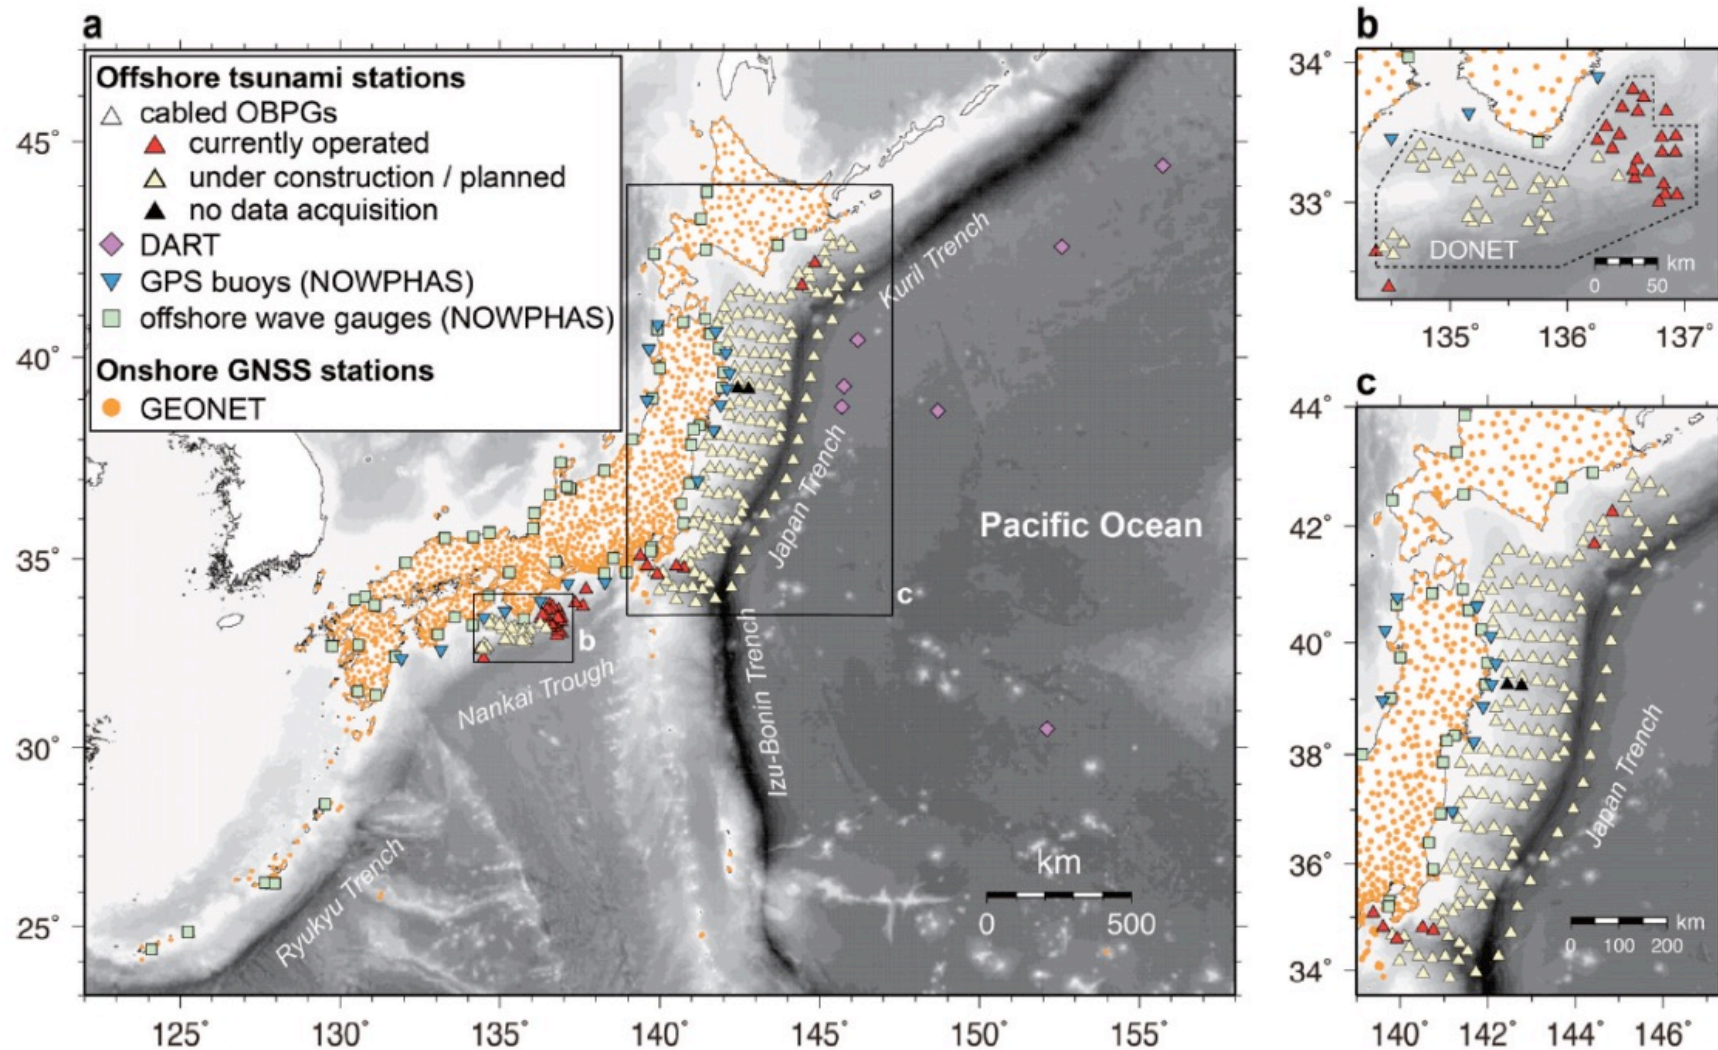 a
Offshore tsunami stations
cabled OBPGs
currently operated
under construction / planned
no data acquisition
DART
GPS buoys (NOWPHAS)
offshore wave gauges (NOWPHAS)
Onshore GNSS stations
GEONET
45°
40°
35°
30°
25°
125°
130°
135°
140°
145°
150°
155°
Kuril Trench
Japan Trench
Pacific Ocean
c
b
Nankai Trough
Izu-Bonin Trench
Ryukyu Trench
km
0 500
b
34°
33°
DONET
km
0 50
135° 136° 137°
c
44°
42°
40°
38°
36°
34°
Japan Trench
km
0 100 200
140° 142° 144° 146°